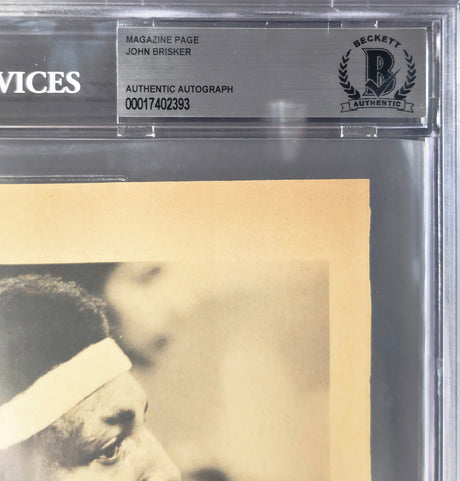 VICES
MAGAZINE PAGE
JOHN BRISKER
AUTHENTIC AUTOGRAPH
00017402393
BECKETT
B
AUTHENTIC